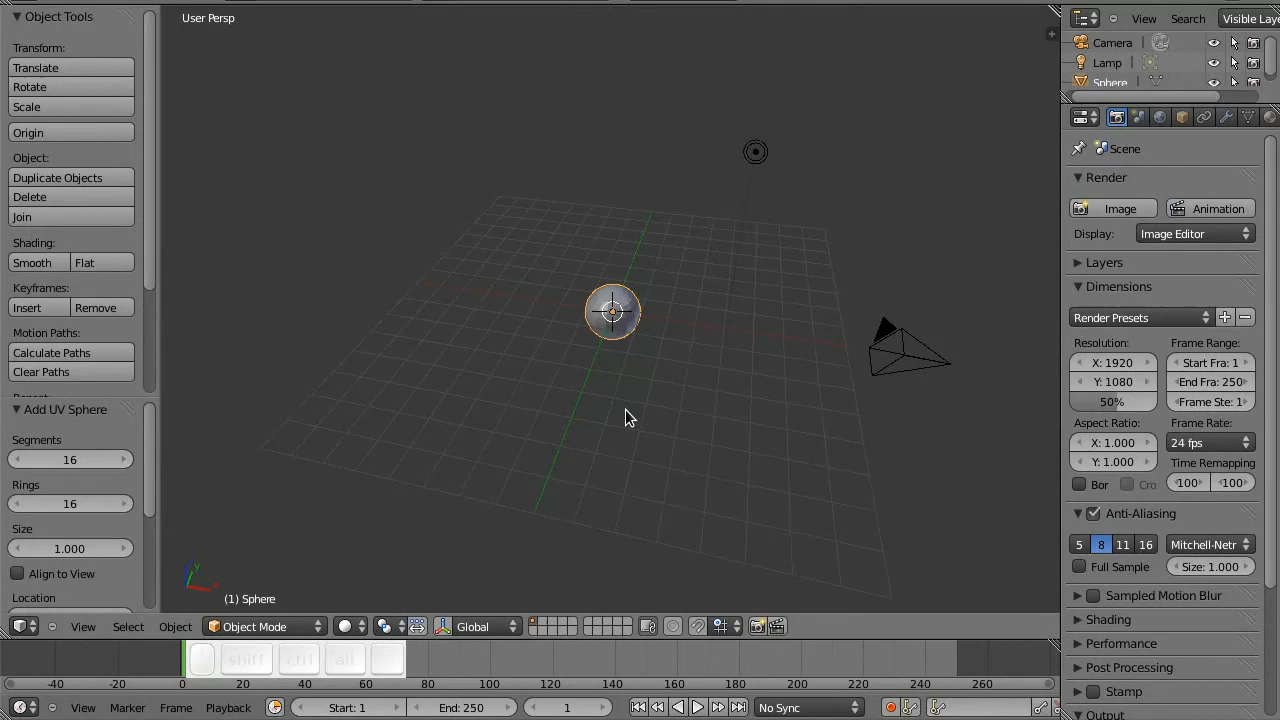 Object Tools
Transform:
Translate
Rotate
Scale
Origin
Object:
Duplicate Objects
Delete
Join
Shading:
Smooth Flat
Keyframes:
Insert Remove
Motion Paths:
Calculate Paths
Clear Paths
Add UV Sphere
Segments
16
Rings
16
Size
1.000
Align to View
Location
User Persp
y
x
(1) Sphere
View Select Object Object Mode Global
shift ctrl alt
-40 -20 0 20 40 60 80 100 120 140 160 180 200 220 240 260
View Marker Frame Playback Start: 1 End: 250 1 No Sync
View Search Visible Laye
Camera
Lamp
Sphere
Scene
Render
Image Animation
Display: Image Editor
Layers
Dimensions
Render Presets
Resolution: Frame Range:
X: 1920 Start Fra: 1
Y: 1080 End Fra: 250
50% Frame Ste: 1
Aspect Ratio: Frame Rate:
X: 1.000 24 fps
Y: 1.000 Time Remapping
Bor Cro 100 100
Anti-Aliasing
5 8 11 16 Mitchell-Netr
Full Sample Size: 1.000
Sampled Motion Blur
Shading
Performance
Post Processing
Stamp
Output